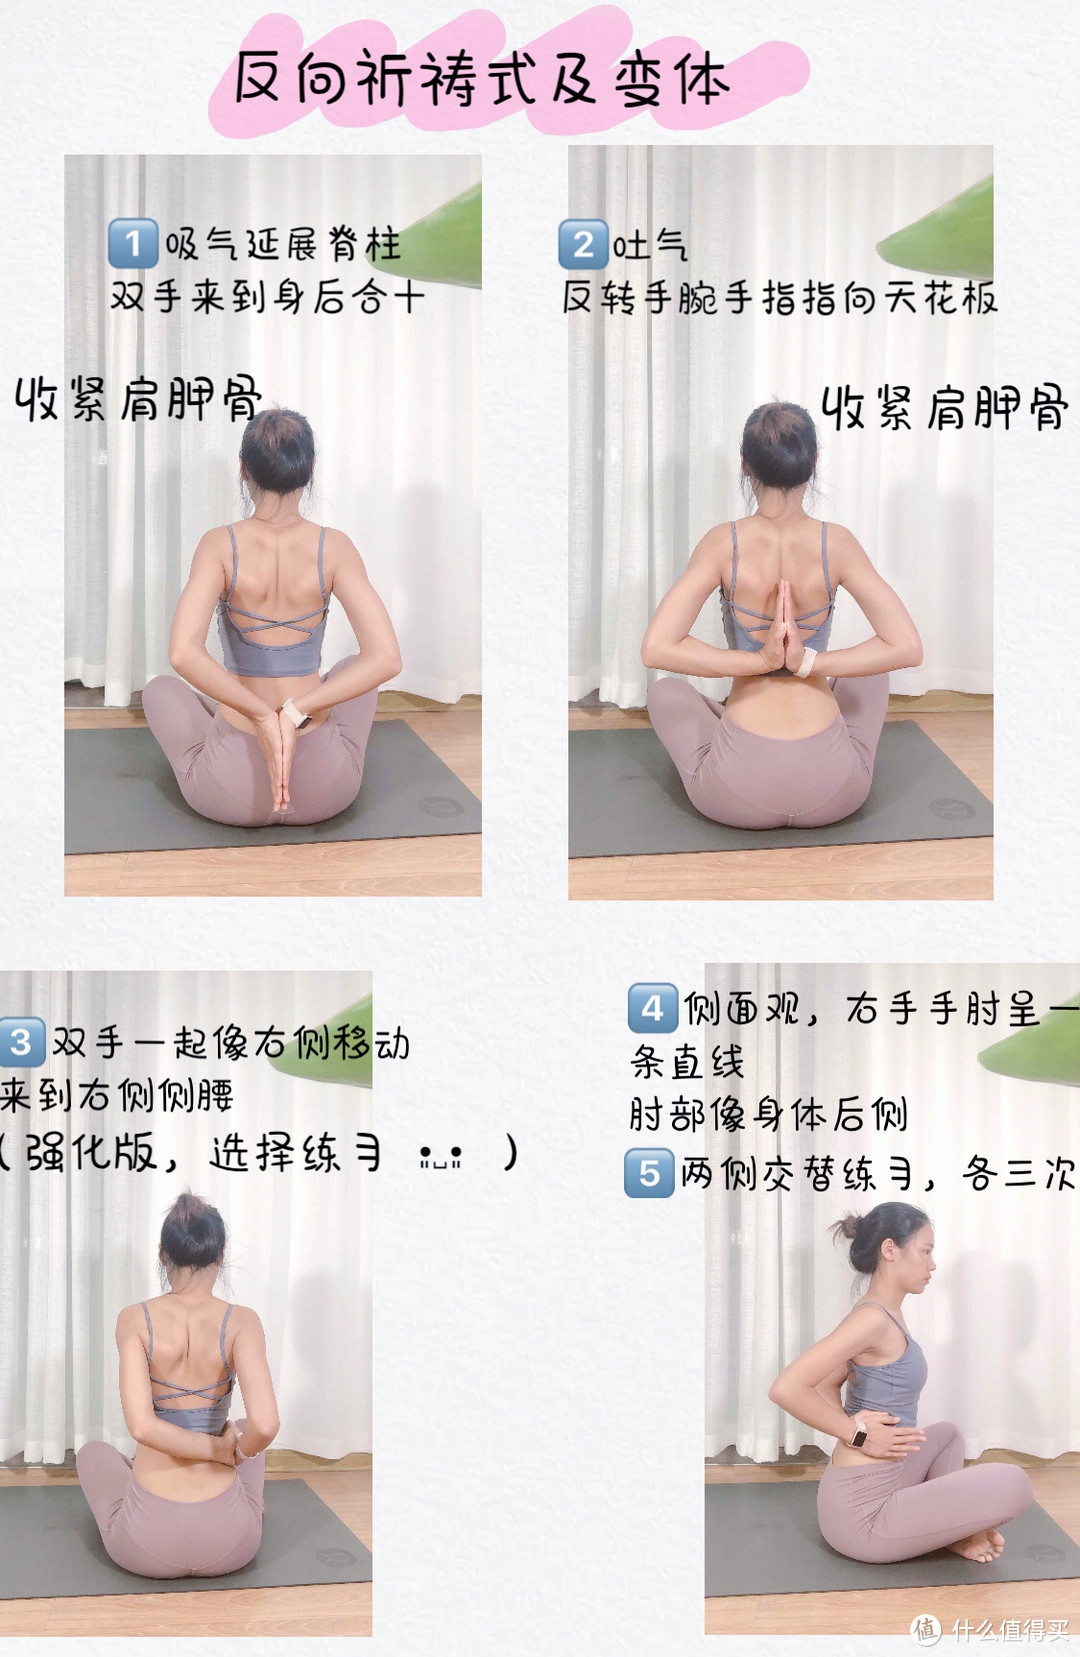 反向祈祷式及变体
1 吸气延展脊柱
双手来到身后合十
收紧肩胛骨
2 吐气
反转手腕手指指向天花板
收紧肩胛骨
3 双手一起像右侧移动
来到右侧侧腰
(强化版，选择练习 )
4 侧面观，右手手肘呈一
条直线
肘部像身体后侧
5 两侧交替练习，各三次
值 什么值得买